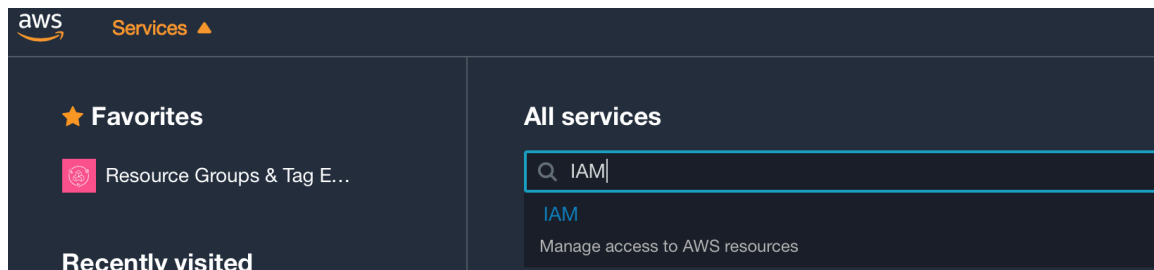 aws
Services
Favorites
Resource Groups & Tag E...
Recently visited
All services
IAM
IAM
Manage access to AWS resources